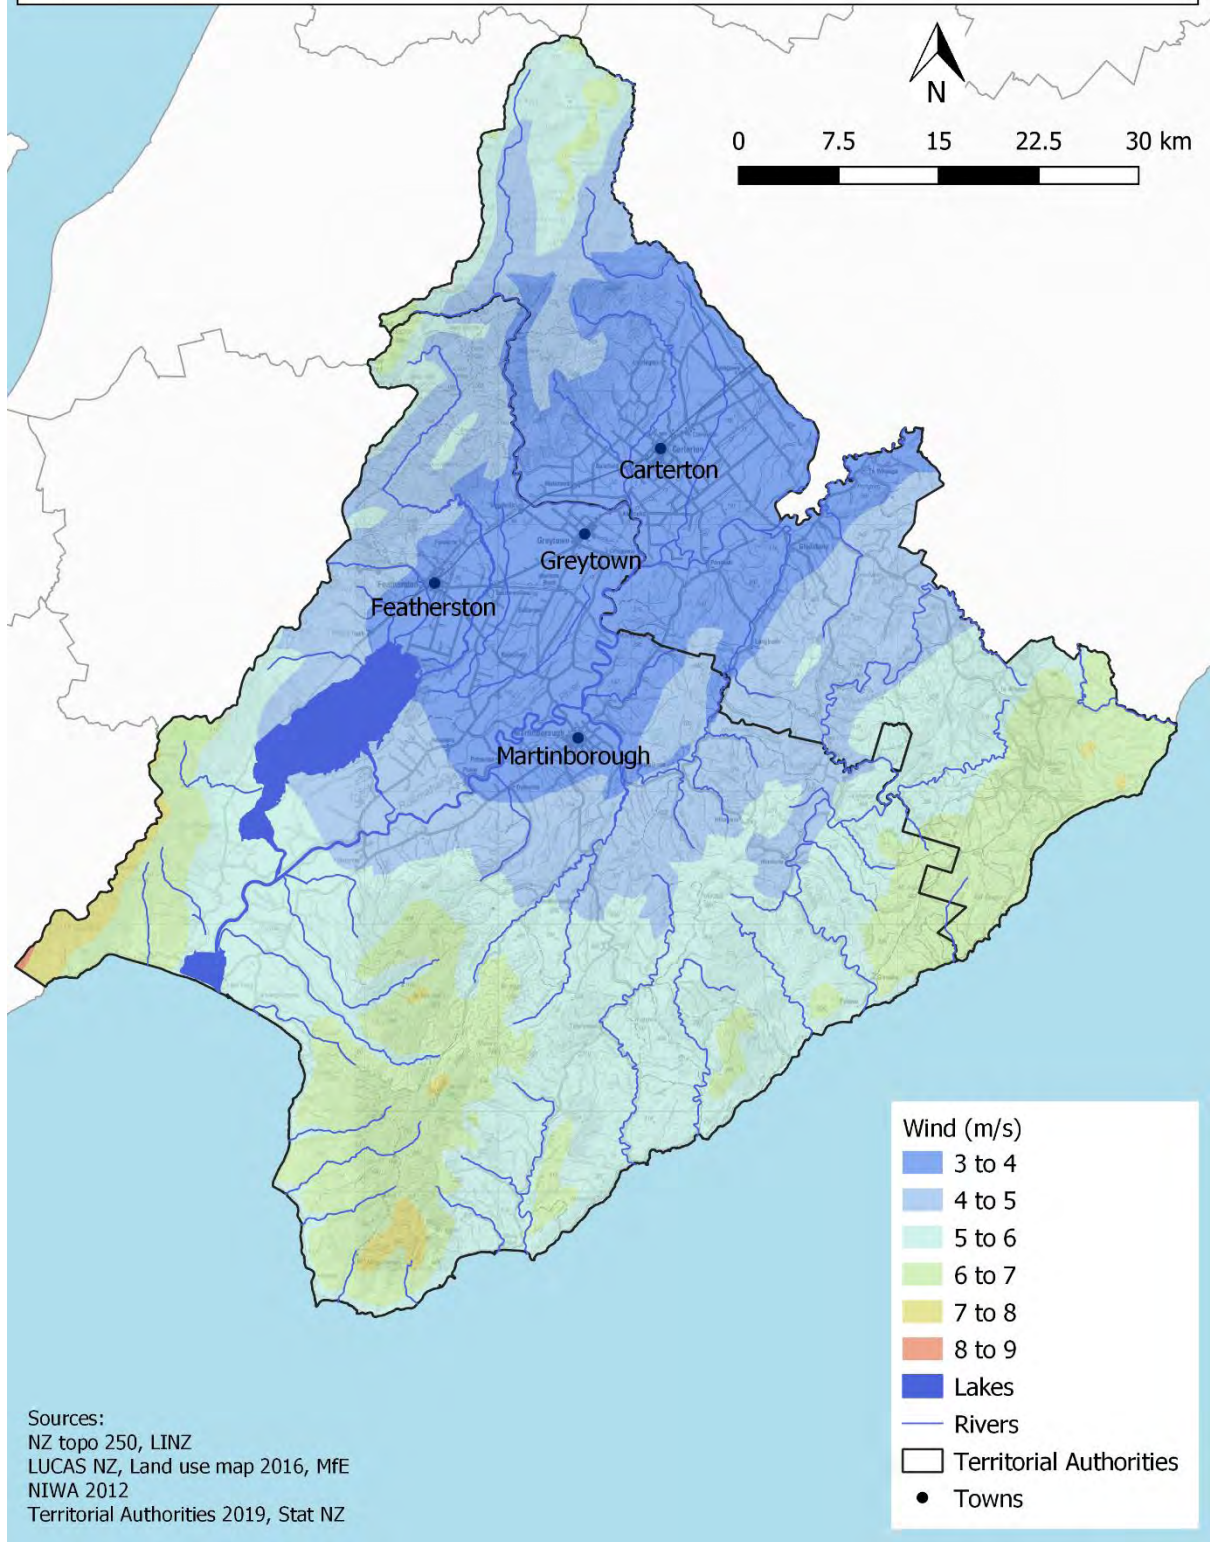 N
0 7.5 15 22.5 30 km
Carterton
Greytown
Featherston
Martinborough
Wind (m/s)
3 to 4
4 to 5
5 to 6
6 to 7
7 to 8
8 to 9
Lakes
Rivers
Territorial Authorities
Towns
Sources:
NZ topo 250, LINZ
LUCAS NZ, Land use map 2016, MfE
NIWA 2012
Territorial Authorities 2019, Stat NZ